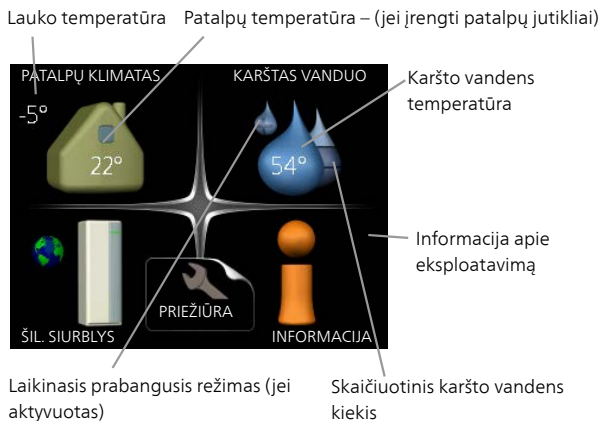 Lauko temperatūra
Patalpų temperatūra – (jei įrengti patalpų jutikliai)
PATALPŲ KLIMATAS
KARŠTAS VANDUO
Karšto vandens
temperatūra
-5°
22°
54°
Informacija apie
eksploatavimą
PRIEŽIŪRA
ŠIL. SIURBLYS
INFORMACIJA
Laikinasis prabangusis režimas (jei
aktyvuotas)
Skaičiuotinis karšto vandens
kiekis